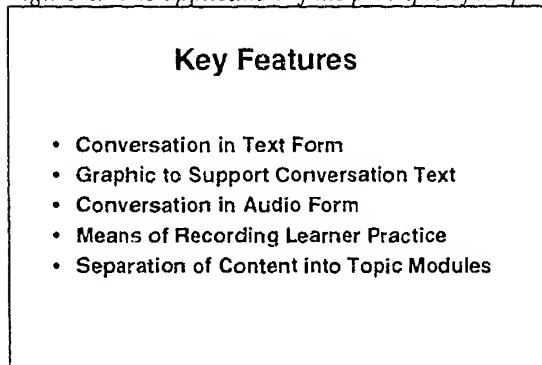 Key Features
• Conversation in Text Form
• Graphic to Support Conversation Text
• Conversation in Audio Form
• Means of Recording Learner Practice
• Separation of Content into Topic Modules